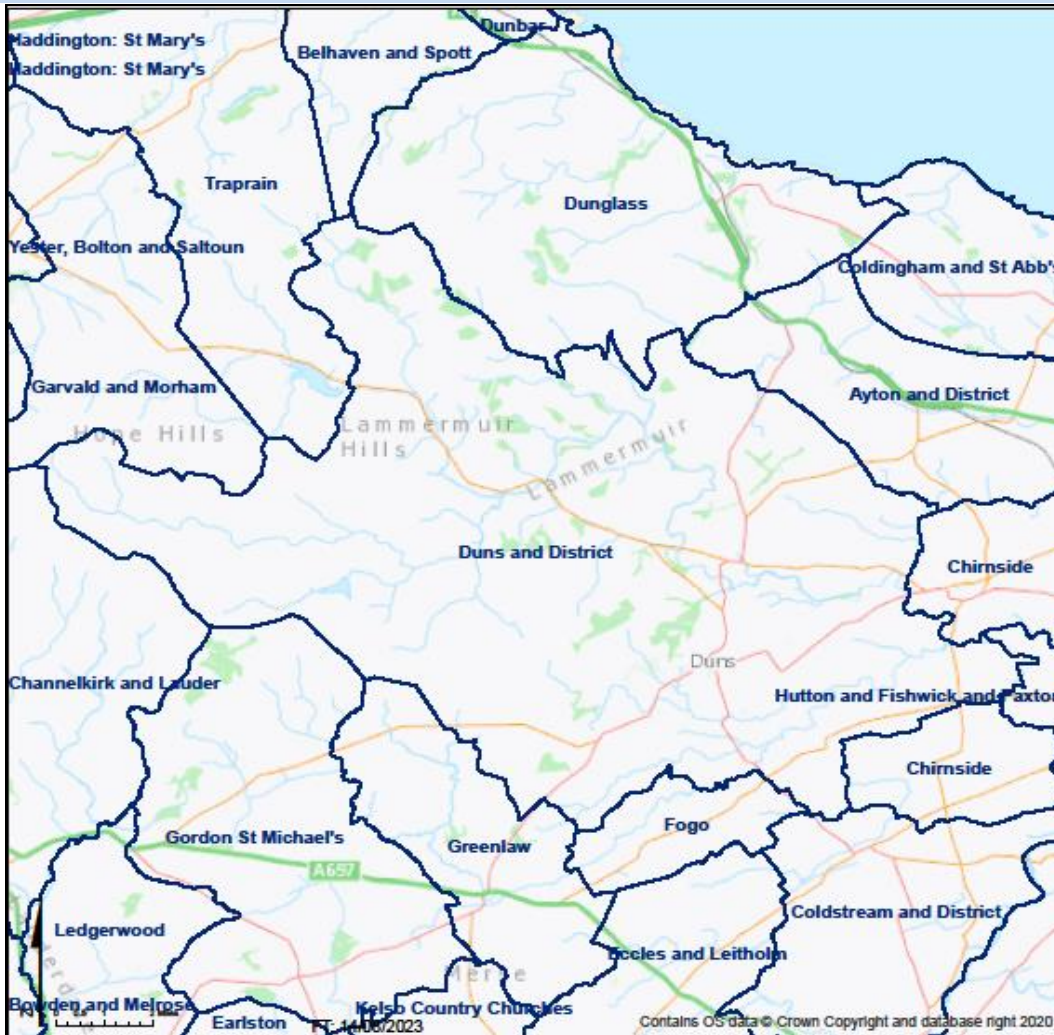 Dunbar
Haddington: St Mary's
Belhaven and Spott
Haddington: St Mary's
Traprain
Dunglass
Yester, Bolton and Saltoun
Coldingham and St Abb's
Garvald and Morham
Ayton and District
Hope Hills
Lammermuir
Hills
Lammermuir
Duns and District
Chirnside
Duns
Channelkirk and Lauder
Hutton and Fishwick and Paxton
Chirnside
Fogo
Gordon St Michael's
Greenlaw
A697
Coldstream and District
Ledgerwood
Eccles and Leitholm
Merse
Bowden and Melrose
Kelso Country Churches
Earlston
Contains OS data © Crown Copyright and database right 2020